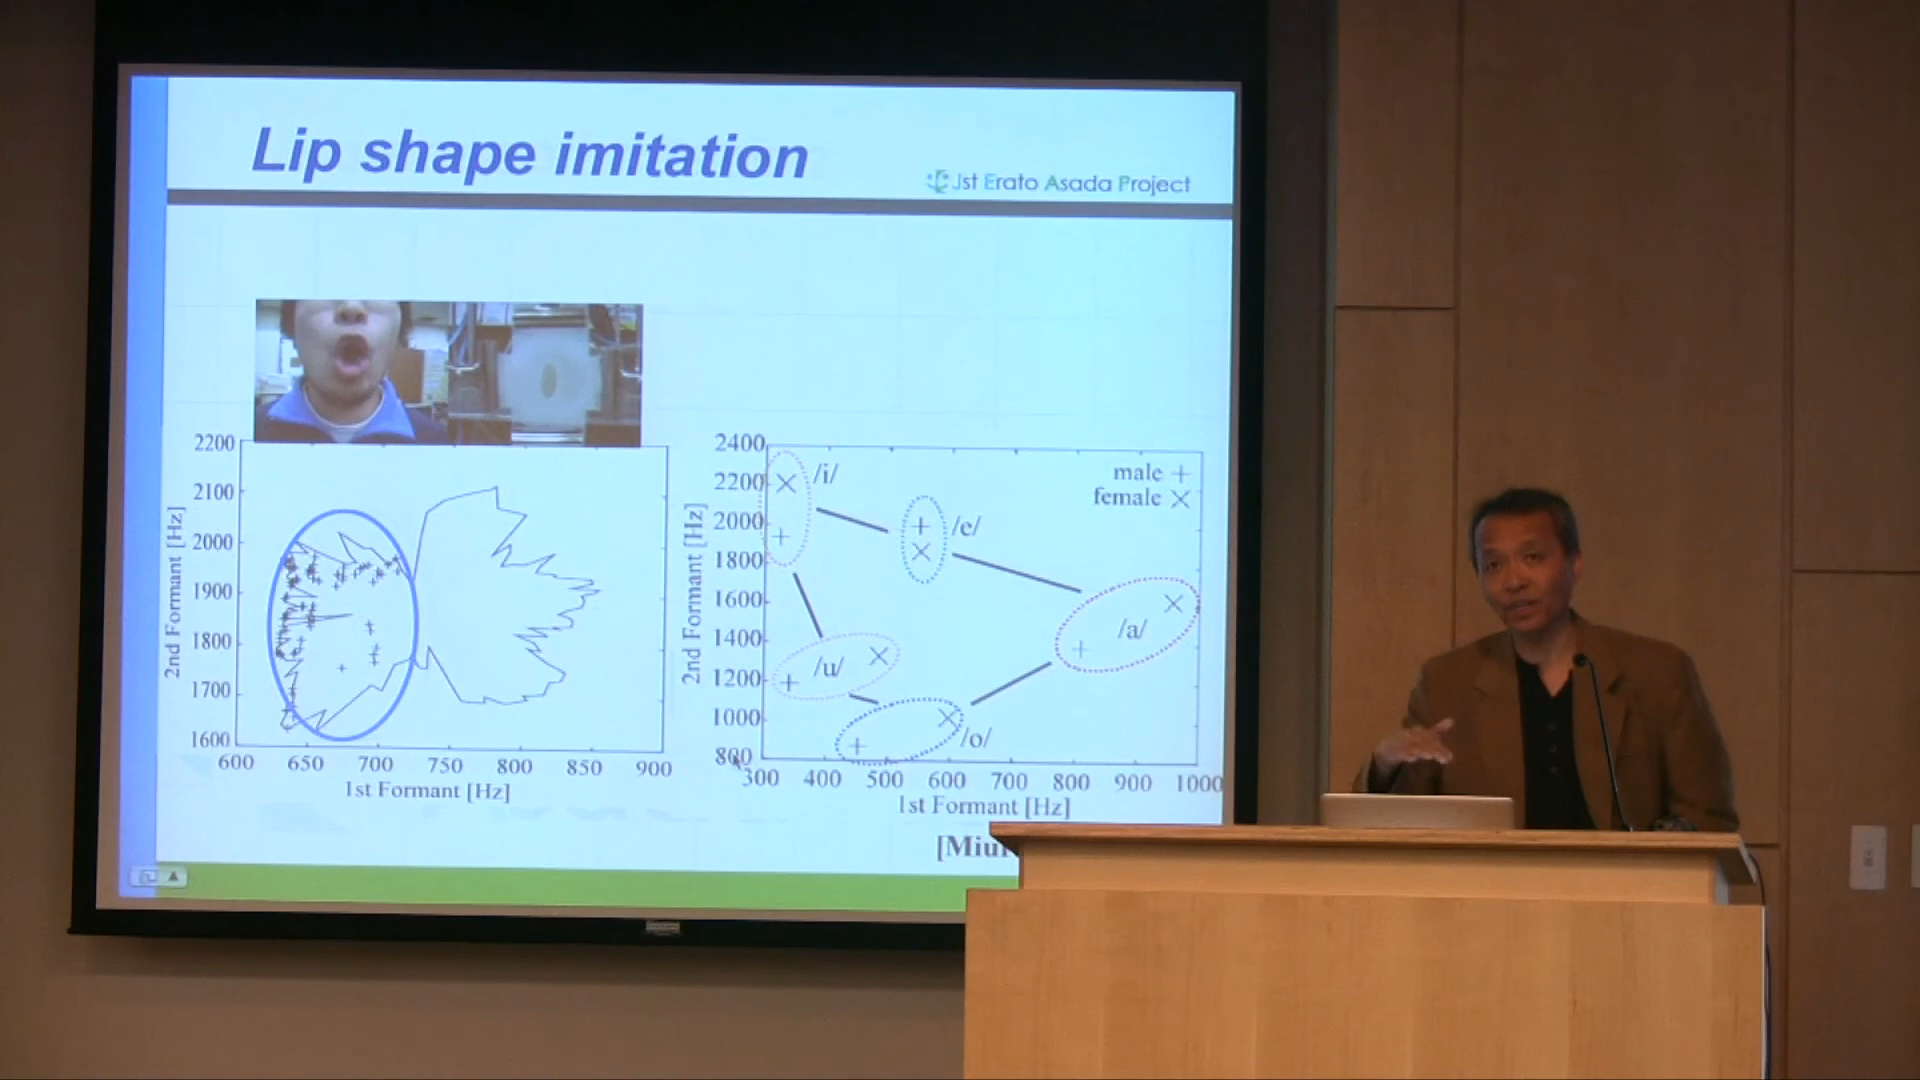 Lip shape imitation
Jst Erato Asada Project
2200
2100
2000
1900
1800
1700
1600
2nd Formant [Hz]
600 650 700 750 800 850 900
1st Formant [Hz]
2400
2200
2000
1800
1600
1400
1200
1000
800
2nd Formant [Hz]
/i/
/e/
/a/
/u/
/o/
male +
female ×
300 400 500 600 700 800 900 1000
1st Formant [Hz]